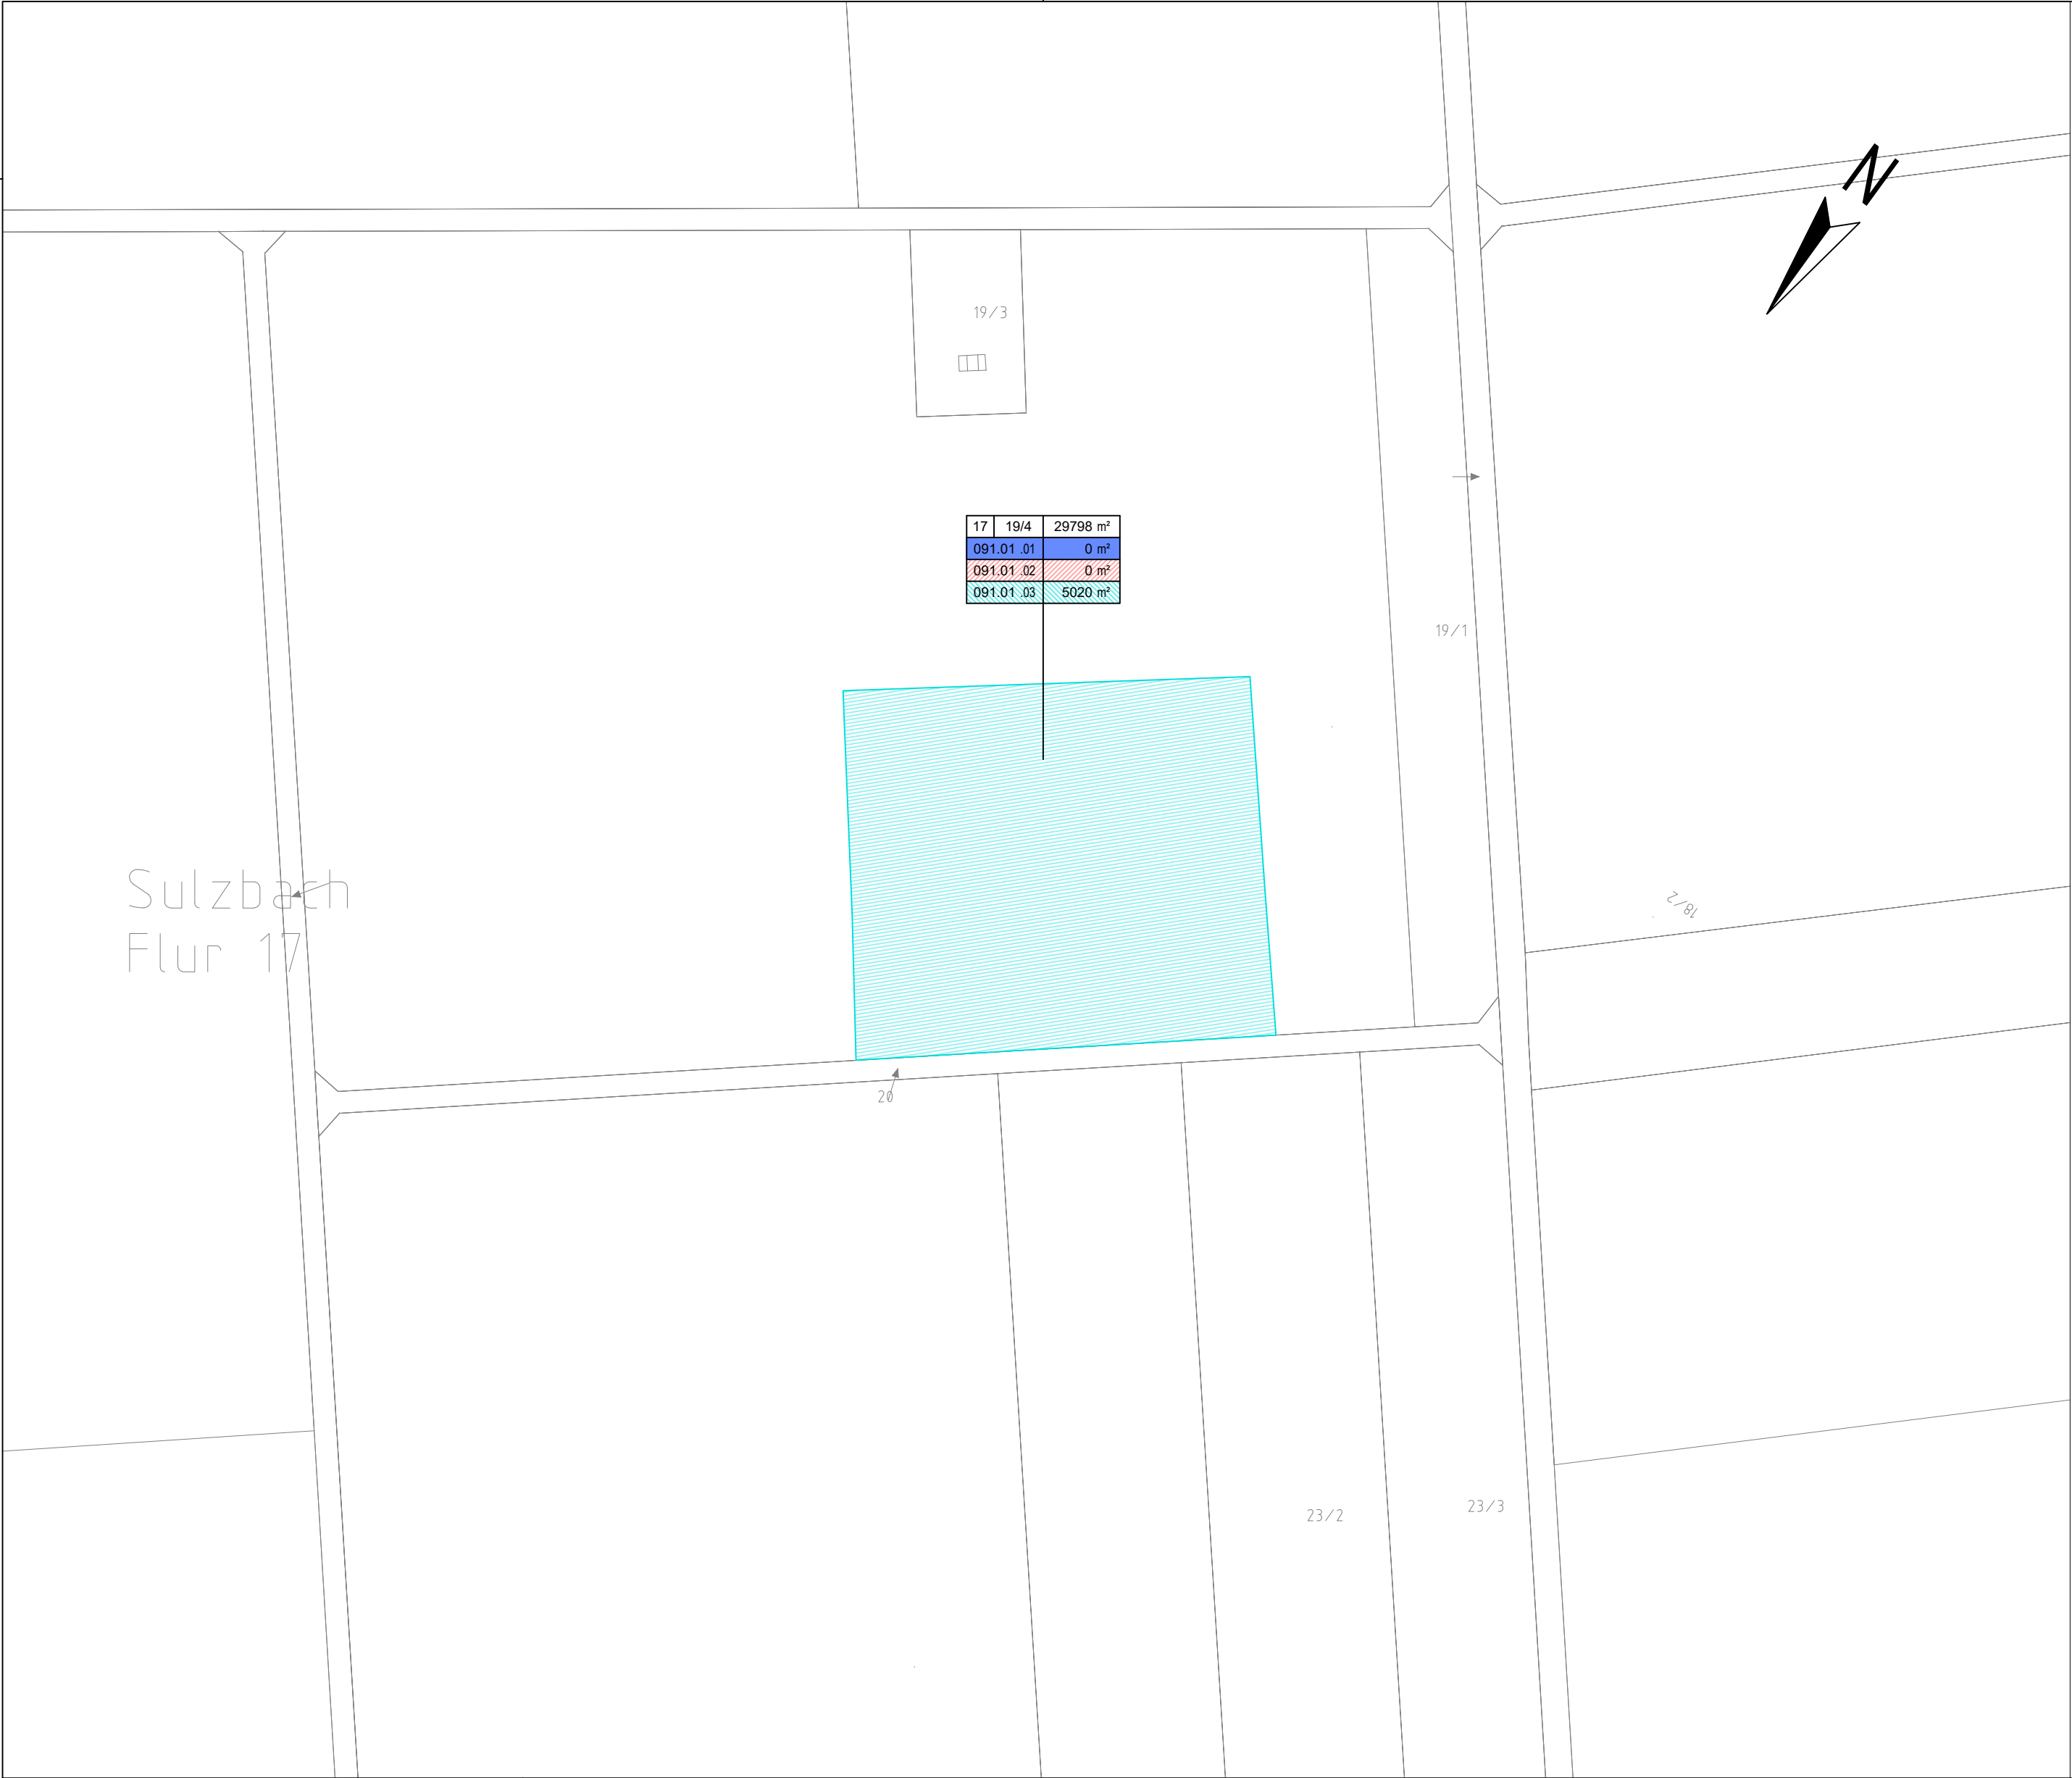 N
19/3
17 19/4 29798 m²
091.01 .01 0 m²
091.01 .02 0 m²
091.01 .03 5020 m²
19/1
Sulzbach
Flur 17
18/2
20
23/2
23/3